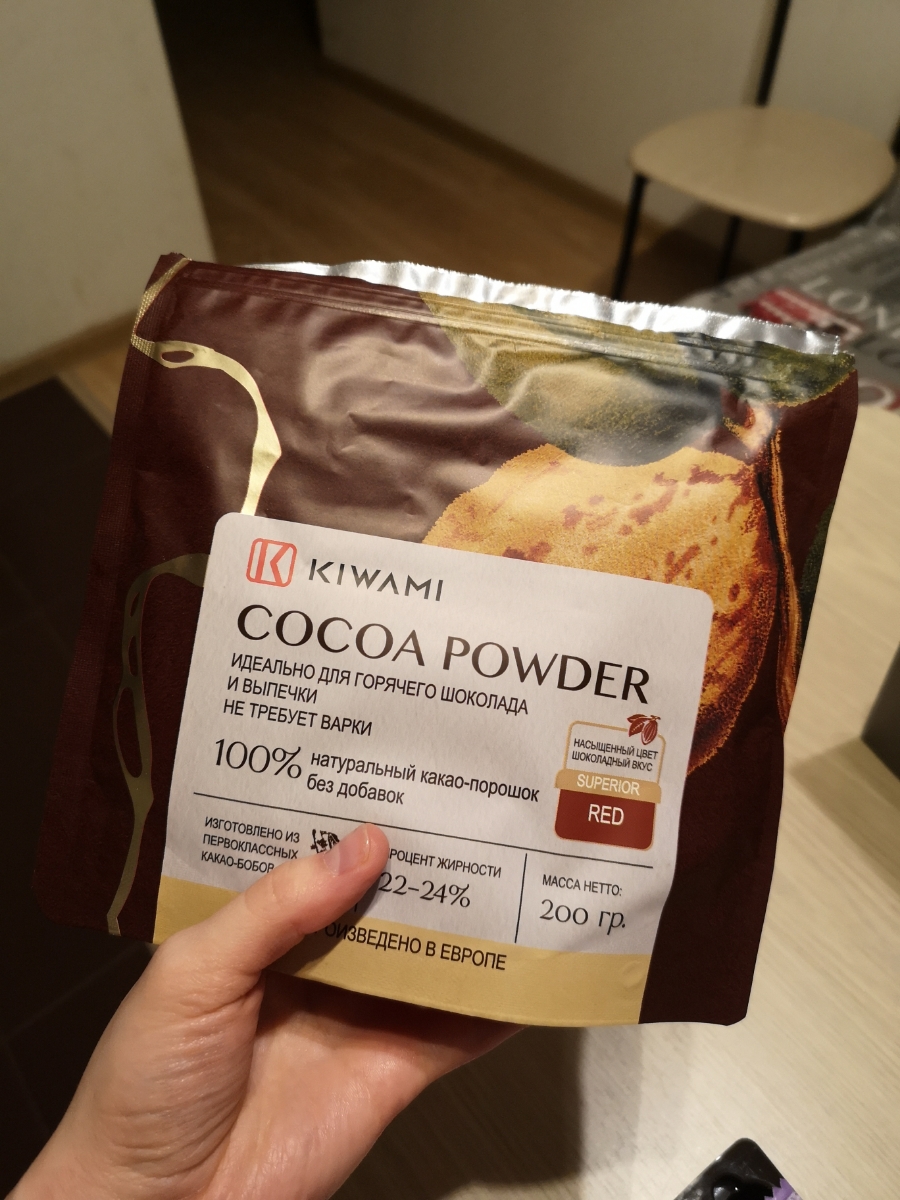 KIWAMI
COCOA POWDER
ИДЕАЛЬНО ДЛЯ ГОРЯЧЕГО ШОКОЛАДА
И ВЫПЕЧКИ
НЕ ТРЕБУЕТ ВАРКИ
100% натуральный какао-порошок
без добавок
НАСЫЩЕННЫЙ ЦВЕТ
ШОКОЛАДНЫЙ ВКУС
SUPERIOR
RED
ИЗГОТОВЛЕНО ИЗ
ПЕРВОКЛАССНЫХ
КАКАО-БОБОВ
РОЦЕНТ ЖИРНОСТИ
22-24%
МАССА НЕТТО:
200 гр.
ОИЗВЕДЕНО В ЕВРОПЕ